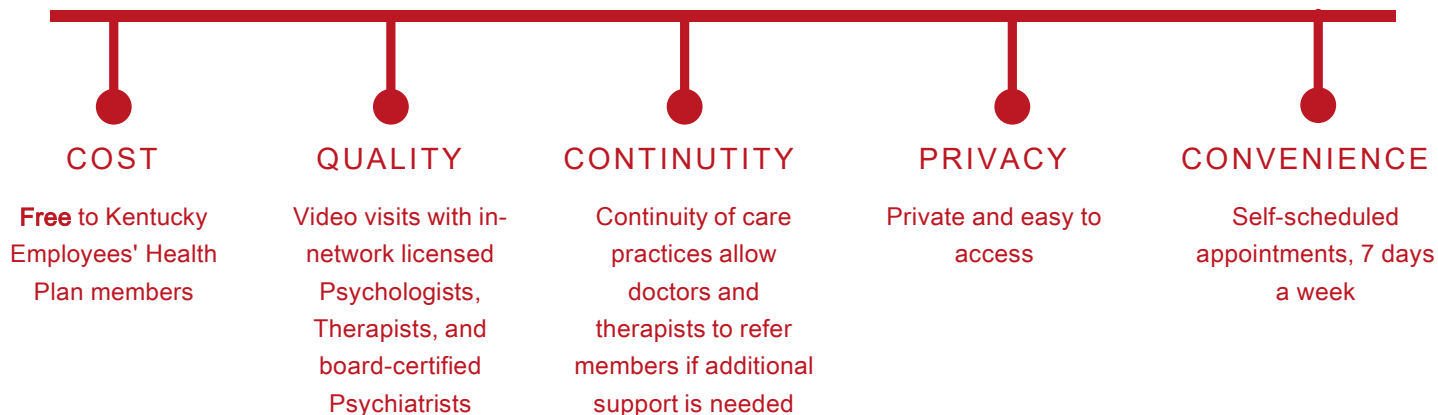 COST
Free to Kentucky
Employees' Health
Plan members
QUALITY
Video visits with in-
network licensed
Psychologists,
Therapists, and
board-certified
Psychiatrists
CONTINUTITY
Continuity of care
practices allow
doctors and
therapists to refer
members if additional
support is needed
PRIVACY
Private and easy to
access
CONVENIENCE
Self-scheduled
appointments, 7 days
a week